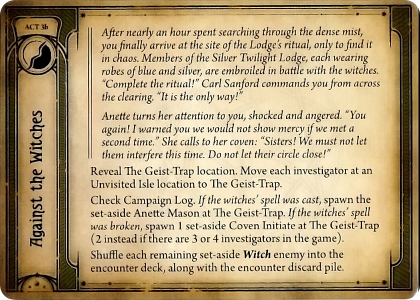 ACT 3b
Against the Witches
After nearly an hour spent searching through the dense mist,
you finally arrive at the site of the Lodge's ritual, only to find it
in chaos. Members of the Silver Twilight Lodge, each wearing
robes of blue and silver, are embroiled in battle with the witches.
“Complete the ritual!” Carl Sanford commands you from across
the clearing. “It is the only way!”
Anette turns her attention to you, shocked and angered. “You
again! I warned you we would not show mercy if we met a
second time.” She calls to her coven: “Sisters! We must not let
them interfere this time. Do not let their circle close!”
Reveal The Geist-Trap location. Move each investigator at an
Unvisited Isle location to The Geist-Trap.
Check Campaign Log. If the witches' spell was cast, spawn the
set-aside Anette Mason at The Geist-Trap. If the witches' spell
was broken, spawn 1 set-aside Coven Initiate at The Geist-Trap
(2 instead if there are 3 or 4 investigators in the game).
Shuffle each remaining set-aside Witch enemy into the
encounter deck, along with the encounter discard pile.